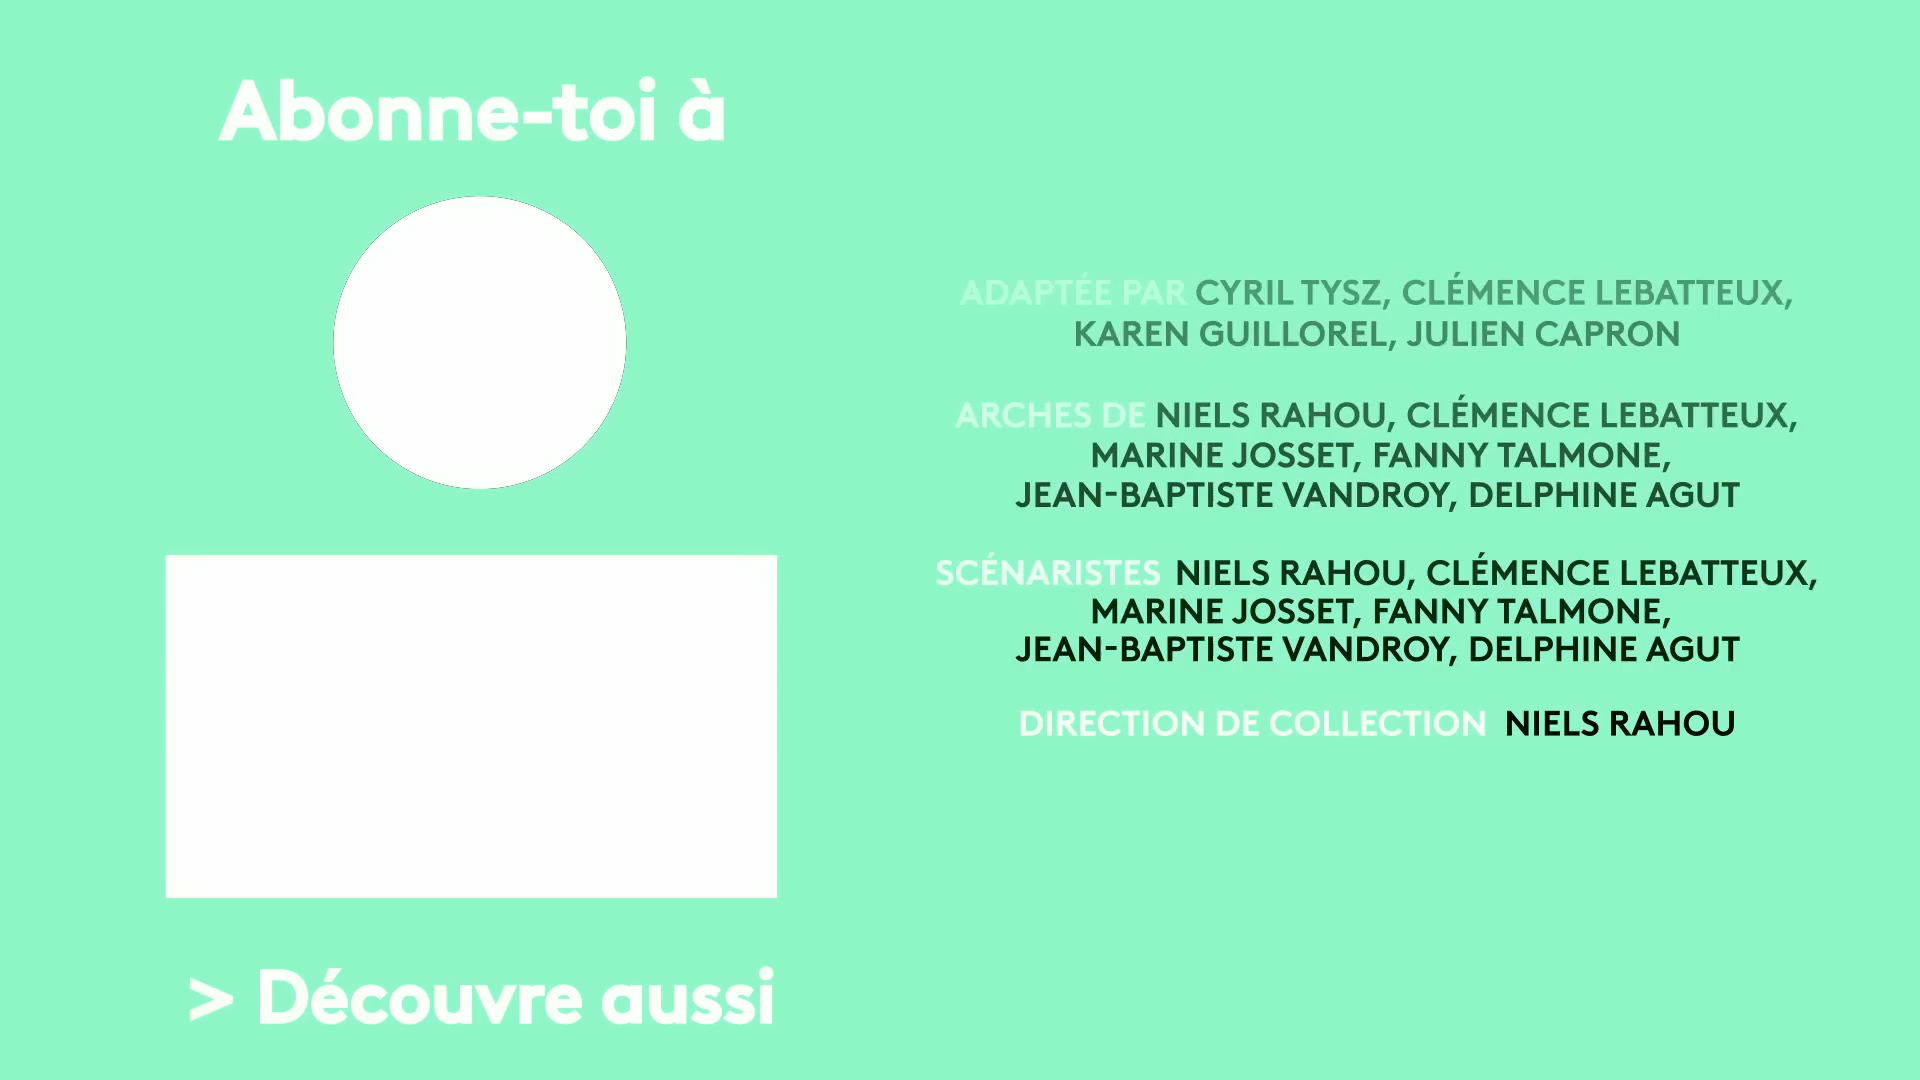 Abonne-toi à
> Découvre aussi
ADAPTÉE PAR CYRIL TYSZ, CLÉMENCE LEBATTEUX,
KAREN GUILLOREL, JULIEN CAPRON
ARCHES DE NIELS RAHOU, CLÉMENCE LEBATTEUX,
MARINE JOSSET, FANNY TALMONE,
JEAN-BAPTISTE VANDROY, DELPHINE AGUT
SCÉNARISTES NIELS RAHOU, CLÉMENCE LEBATTEUX,
MARINE JOSSET, FANNY TALMONE,
JEAN-BAPTISTE VANDROY, DELPHINE AGUT
DIRECTION DE COLLECTION NIELS RAHOU